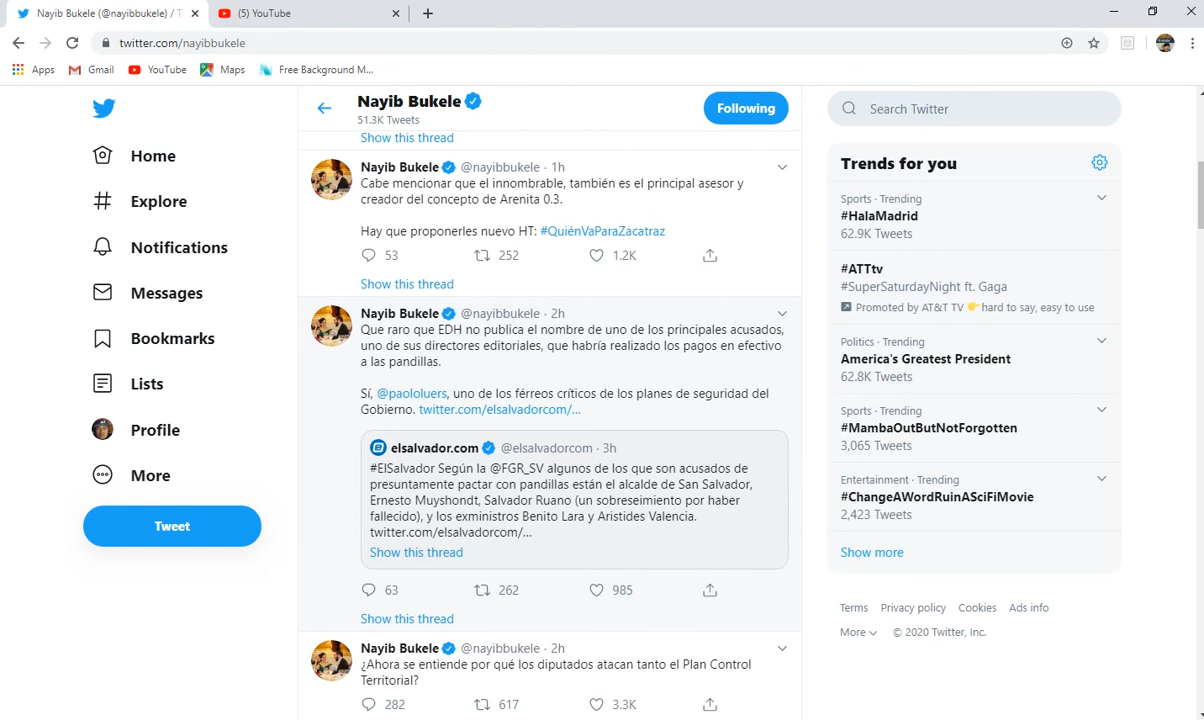 Nayib Bukele (@nayibbukele) / T
(5) YouTube
twitter.com/nayibbukele
Apps
Gmail
YouTube
Maps
Free Background M...
Home
Explore
Notifications
Messages
Bookmarks
Lists
Profile
More
Tweet
Nayib Bukele
51.3K Tweets
Following
Show this thread
Nayib Bukele @nayibbukele · 1h
Cabe mencionar que el innombrable, también es el principal asesor y
creador del concepto de Arenita 0.3.
Hay que proponerles nuevo HT: #QuiénVaParaZacatraz
53 252 1.2K
Show this thread
Nayib Bukele @nayibbukele · 2h
Que raro que EDH no publica el nombre de uno de los principales acusados,
uno de sus directores editoriales, que habría realizado los pagos en efectivo
a las pandillas.
Sí, @paololuers, uno de los férreos críticos de los planes de seguridad del
Gobierno. twitter.com/elsalvadorcom/...
elsalvador.com @elsalvadorcom · 3h
#ElSalvador Según la @FGR_SV algunos de los que son acusados de
presuntamente pactar con pandillas están el alcalde de San Salvador,
Ernesto Muyshondt, Salvador Ruano (un sobreseimiento por haber
fallecido), y los exministros Benito Lara y Aristides Valencia.
twitter.com/elsalvadorcom/...
Show this thread
63 262 985
Show this thread
Nayib Bukele @nayibbukele · 2h
¿Ahora se entiende por qué los diputados atacan tanto el Plan Control
Territorial?
282 617 3.3K
Search Twitter
Trends for you
Sports · Trending
#HalaMadrid
62.9K Tweets
#ATTtv
#SuperSaturdayNight ft. Gaga
Promoted by AT&T TV 👉hard to say, easy to use
Politics · Trending
America's Greatest President
62.8K Tweets
Sports · Trending
#MambaOutButNotForgotten
3,065 Tweets
Entertainment · Trending
#ChangeAWordRuinASciFiMovie
2,423 Tweets
Show more
Terms Privacy policy Cookies Ads info
More © 2020 Twitter, Inc.